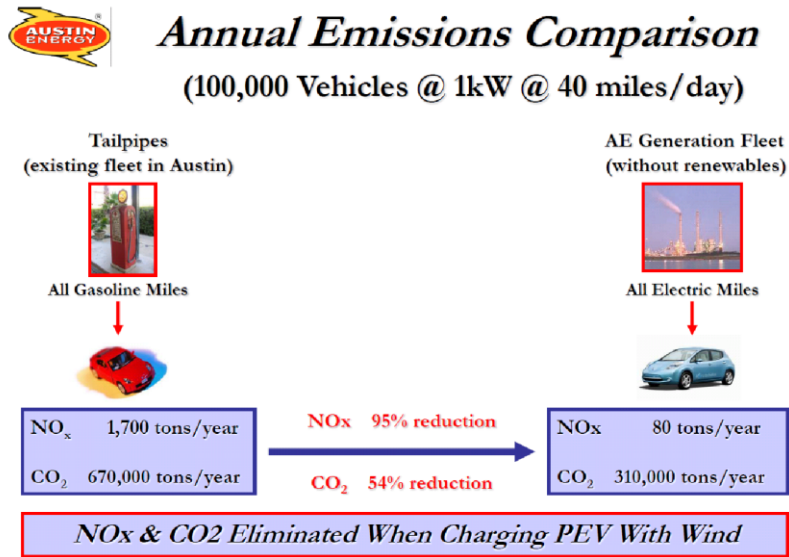 AUSTIN
ENERGY
®
Annual Emissions Comparison
(100,000 Vehicles @ 1kW @ 40 miles/day)
Tailpipes
(existing fleet in Austin)
All Gasoline Miles
AE Generation Fleet
(without renewables)
All Electric Miles
NOx 1,700 tons/year
CO2 670,000 tons/year
NOx 95% reduction
CO2 54% reduction
NOx 80 tons/year
CO2 310,000 tons/year
NOx & CO2 Eliminated When Charging PEV With Wind